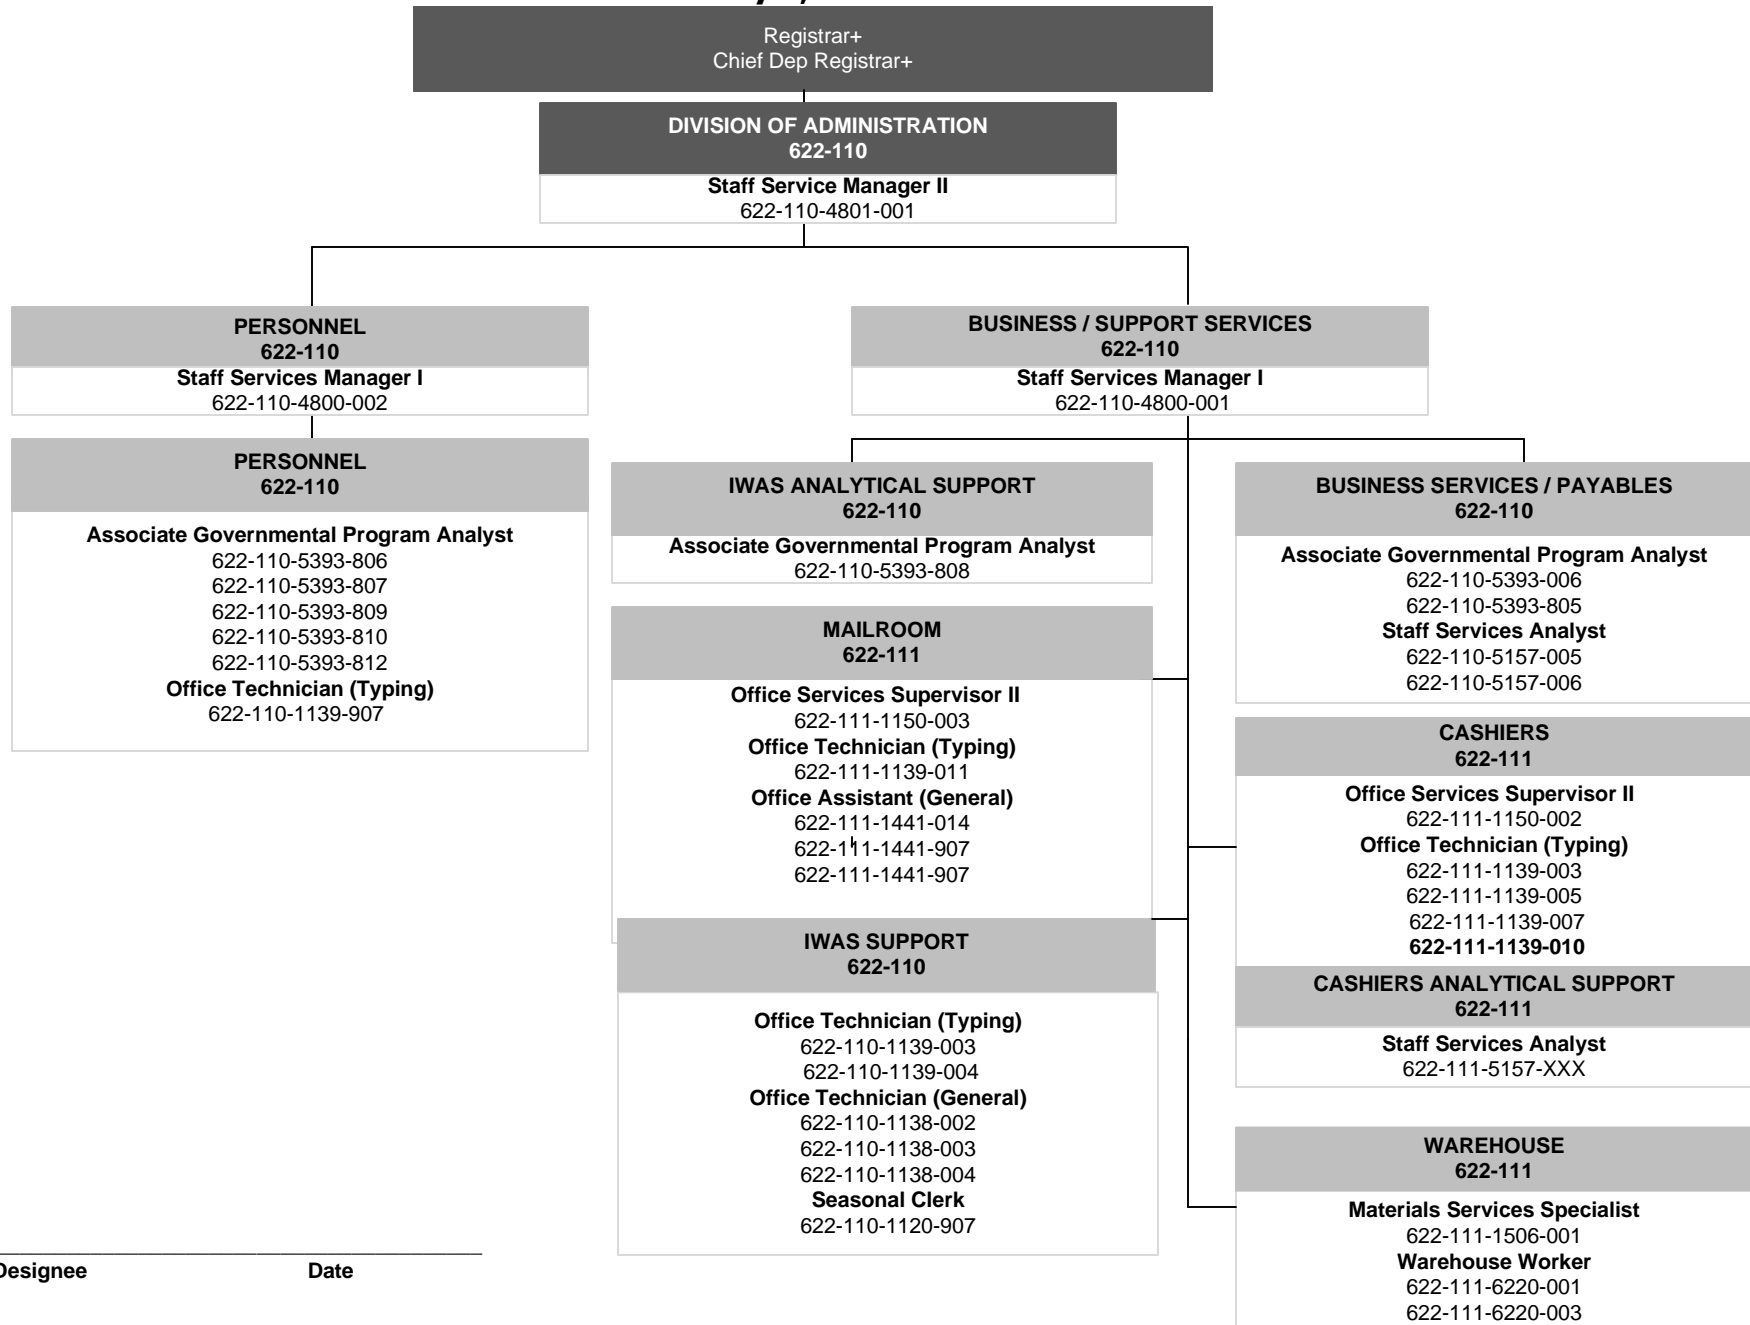 Registrar+
Chief Dep Registrar+
DIVISION OF ADMINISTRATION
622-110
Staff Service Manager II
622-110-4801-001
PERSONNEL
622-110
Staff Services Manager I
622-110-4800-002
PERSONNEL
622-110
Associate Governmental Program Analyst
622-110-5393-806
622-110-5393-807
622-110-5393-809
622-110-5393-810
622-110-5393-812
Office Technician (Typing)
622-110-1139-907
BUSINESS / SUPPORT SERVICES
622-110
Staff Services Manager I
622-110-4800-001
IWAS ANALYTICAL SUPPORT
622-110
Associate Governmental Program Analyst
622-110-5393-808
MAILROOM
622-111
Office Services Supervisor II
622-111-1150-003
Office Technician (Typing)
622-111-1139-011
Office Assistant (General)
622-111-1441-014
622-111-1441-907
622-111-1441-907
IWAS SUPPORT
622-110
Office Technician (Typing)
622-110-1139-003
622-110-1139-004
Office Technician (General)
622-110-1138-002
622-110-1138-003
622-110-1138-004
Seasonal Clerk
622-110-1120-907
BUSINESS SERVICES / PAYABLES
622-110
Associate Governmental Program Analyst
622-110-5393-006
622-110-5393-805
Staff Services Analyst
622-110-5157-005
622-110-5157-006
CASHIERS
622-111
Office Services Supervisor II
622-111-1150-002
Office Technician (Typing)
622-111-1139-003
622-111-1139-005
622-111-1139-007
622-111-1139-010
CASHIERS ANALYTICAL SUPPORT
622-111
Staff Services Analyst
622-111-5157-XXX
WAREHOUSE
622-111
Materials Services Specialist
622-111-1506-001
Warehouse Worker
622-111-6220-001
622-111-6220-003
Designee Date